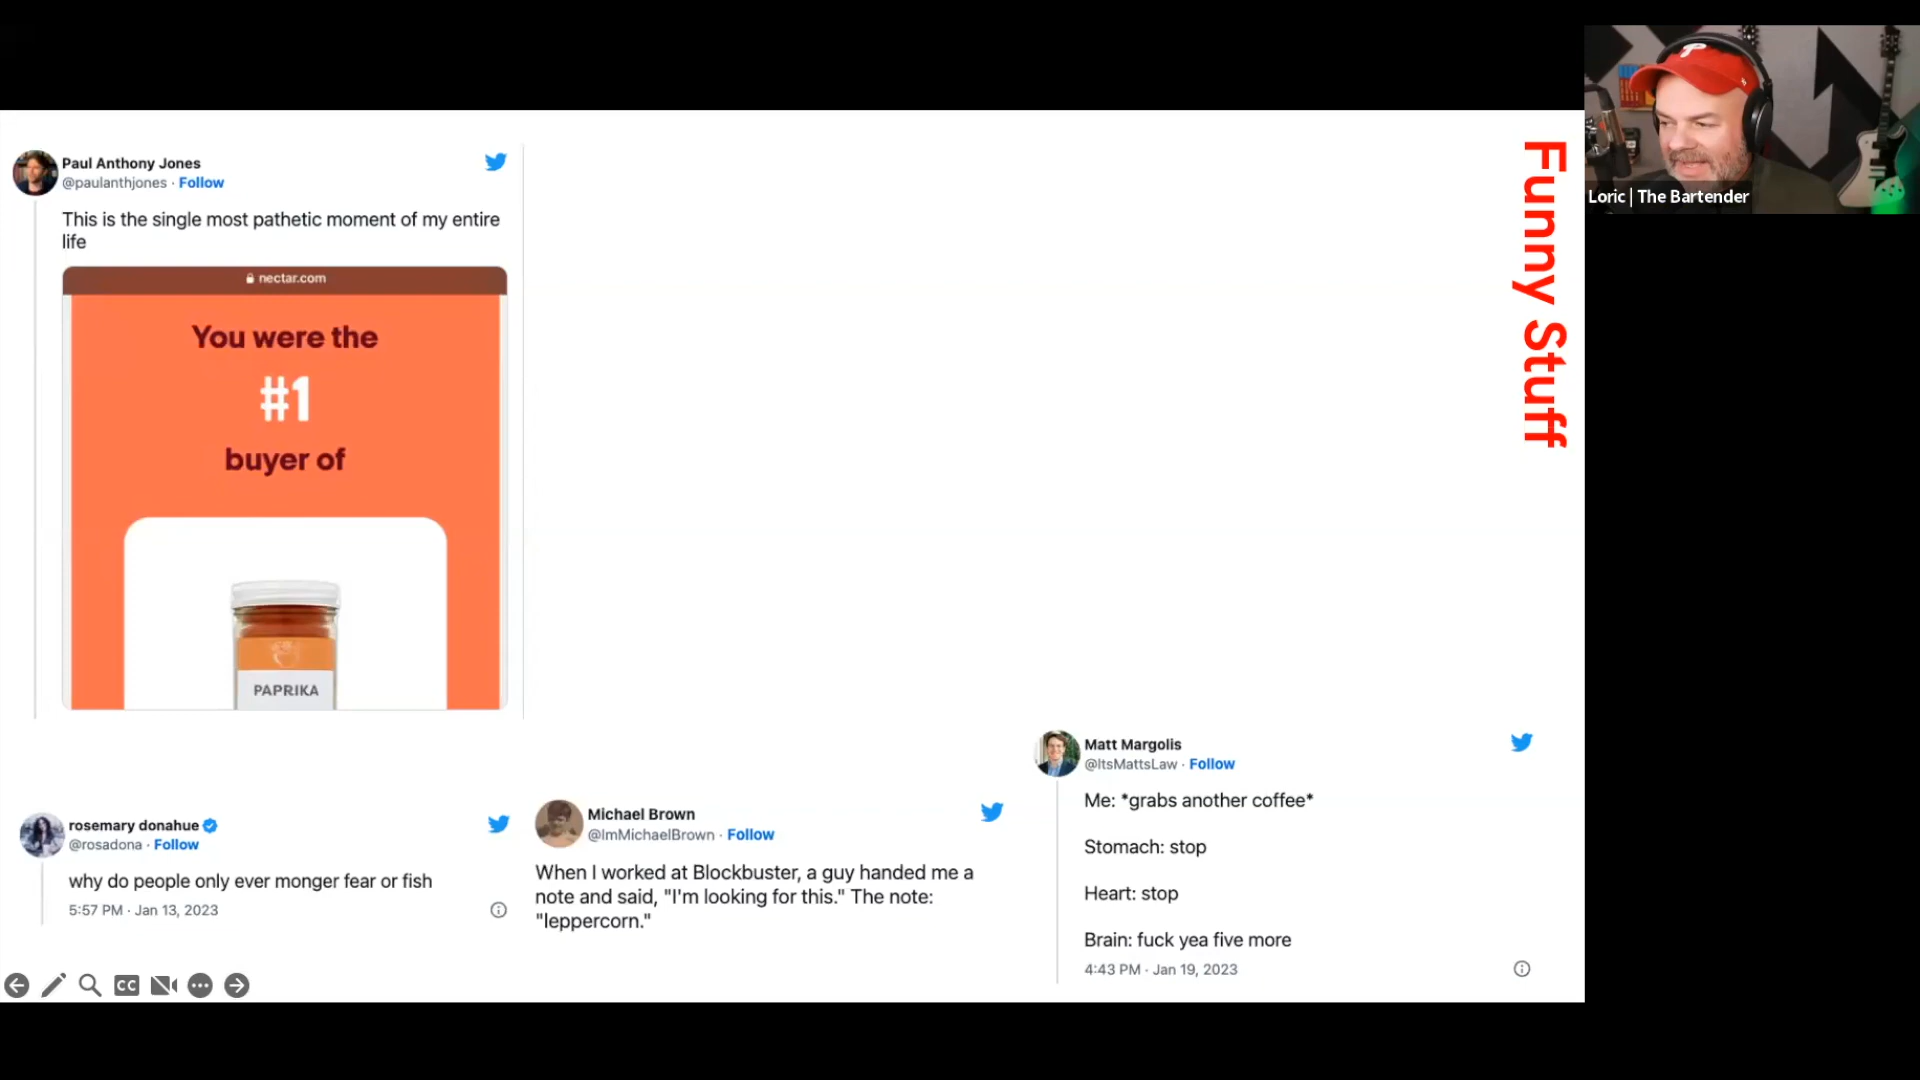 Paul Anthony Jones
@paulanthjones · Follow
This is the single most pathetic moment of my entire
life
nectar.com
You were the
#1
buyer of
PAPRIKA
Funny Stuff
P
Loric | The Bartender
rosemary donahue
@rosadona · Follow
why do people only ever monger fear or fish
5:57 PM · Jan 13, 2023
Michael Brown
@ImMichaelBrown · Follow
When I worked at Blockbuster, a guy handed me a
note and said, "I'm looking for this." The note:
"leppercorn."
Matt Margolis
@ItsMattsLaw · Follow
Me: *grabs another coffee*
Stomach: stop
Heart: stop
Brain: fuck yea five more
4:43 PM · Jan 19, 2023
CC